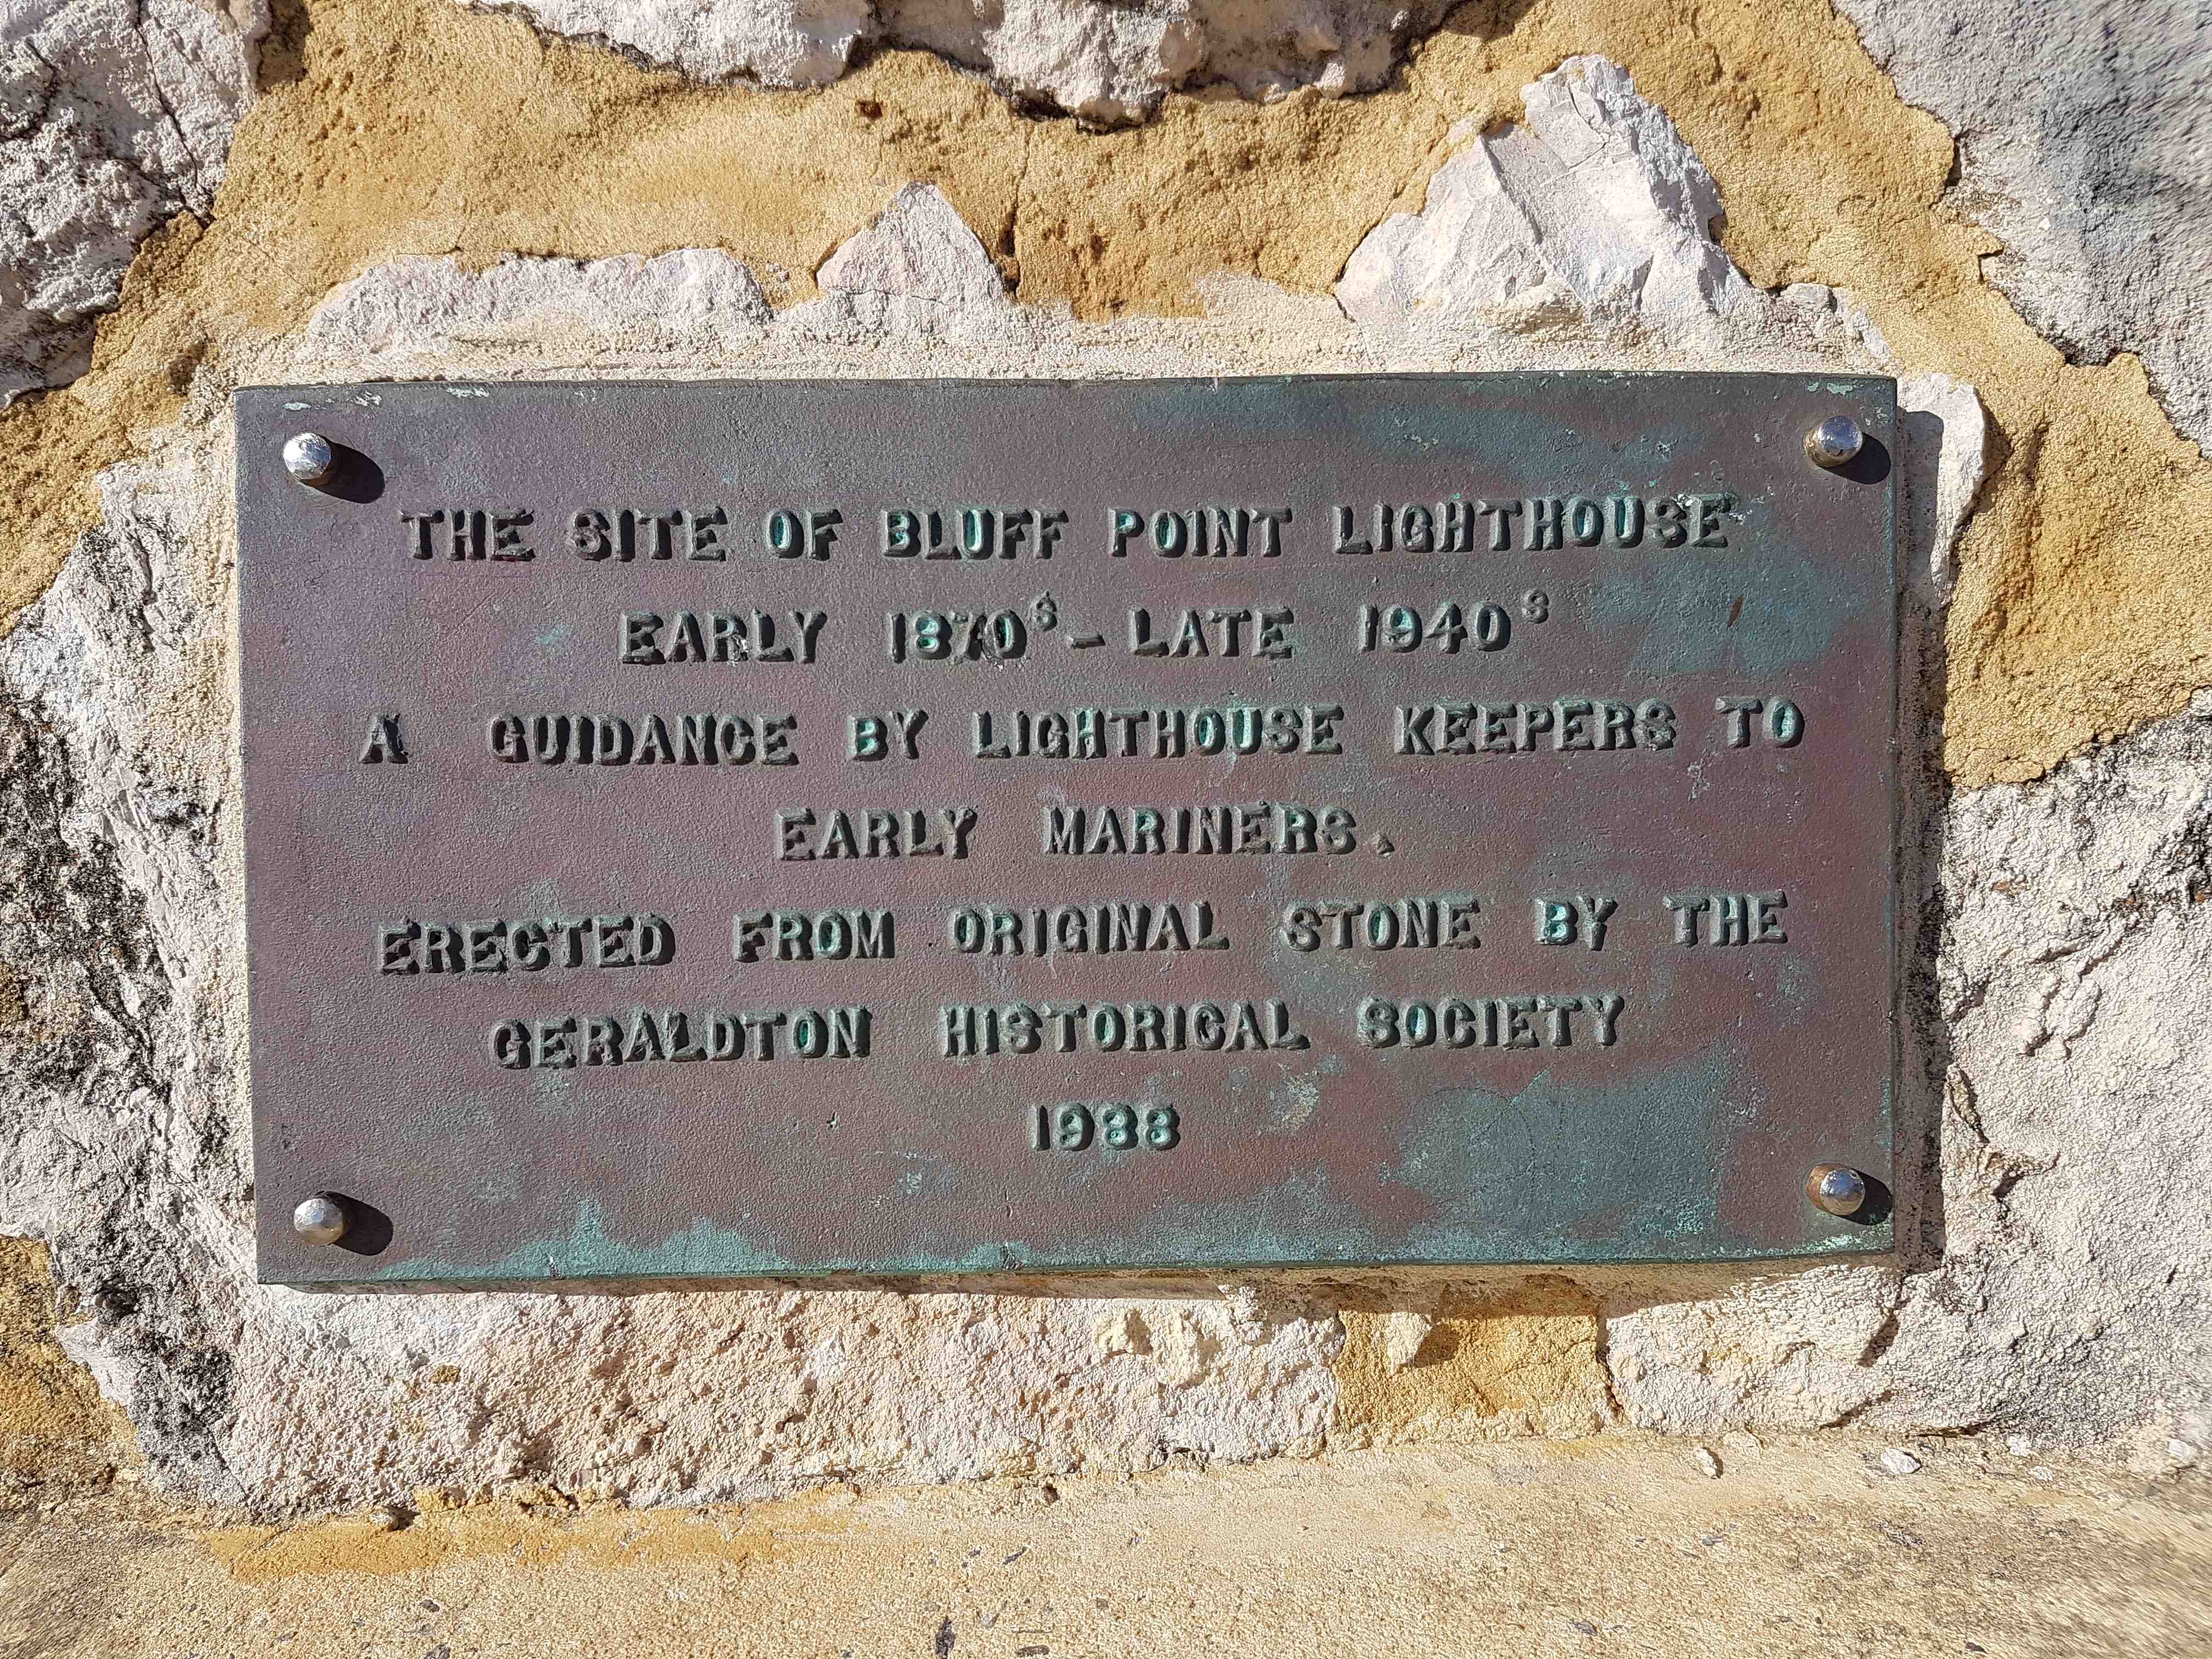 THE SITE OF BLUFF POINT LIGHTHOUSE
EARLY 1870S - LATE 1940S
A GUIDANCE BY LIGHTHOUSE KEEPERS TO
EARLY MARINERS.
ERECTED FROM ORIGINAL STONE BY THE
GERALDTON HISTORICAL SOCIETY
1988